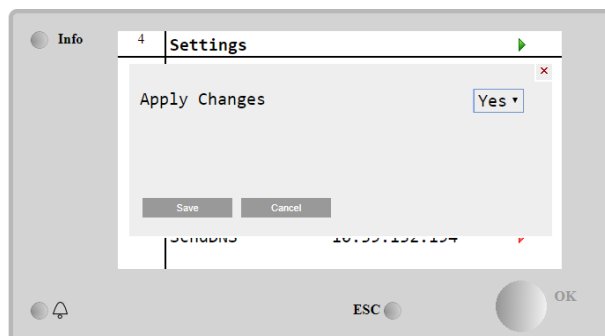 Info
4 Settings
Apply Changes Yes
Save Cancel
OK
ESC